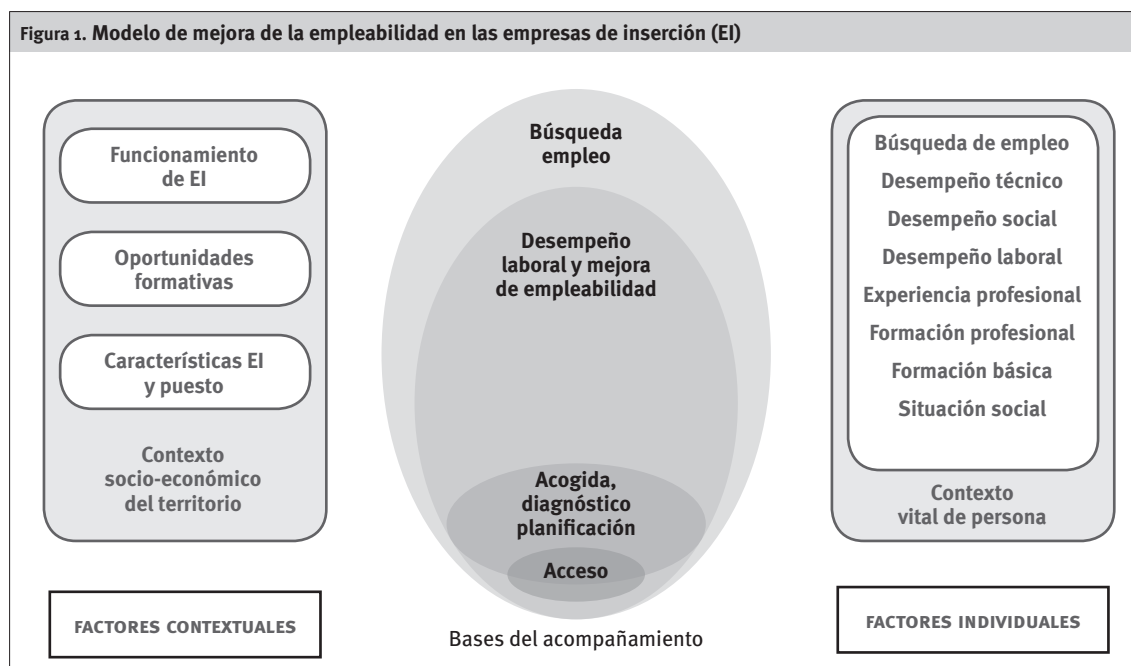 Figura 1. Modelo de mejora de la empleabilidad en las empresas de inserción (EI)
Funcionamiento
de EI
Oportunidades
formativas
Características EI
y puesto
Contexto
socio-económico
del territorio
FACTORES CONTEXTUALES
Búsqueda
empleo
Desempeño
laboral y mejora
de empleabilidad
Acogida,
diagnóstico
planificación
Acceso
Bases del acompañamiento
Búsqueda de empleo
Desempeño técnico
Desempeño social
Desempeño laboral
Experiencia profesional
Formación profesional
Formación básica
Situación social
Contexto
vital de persona
FACTORES INDIVIDUALES